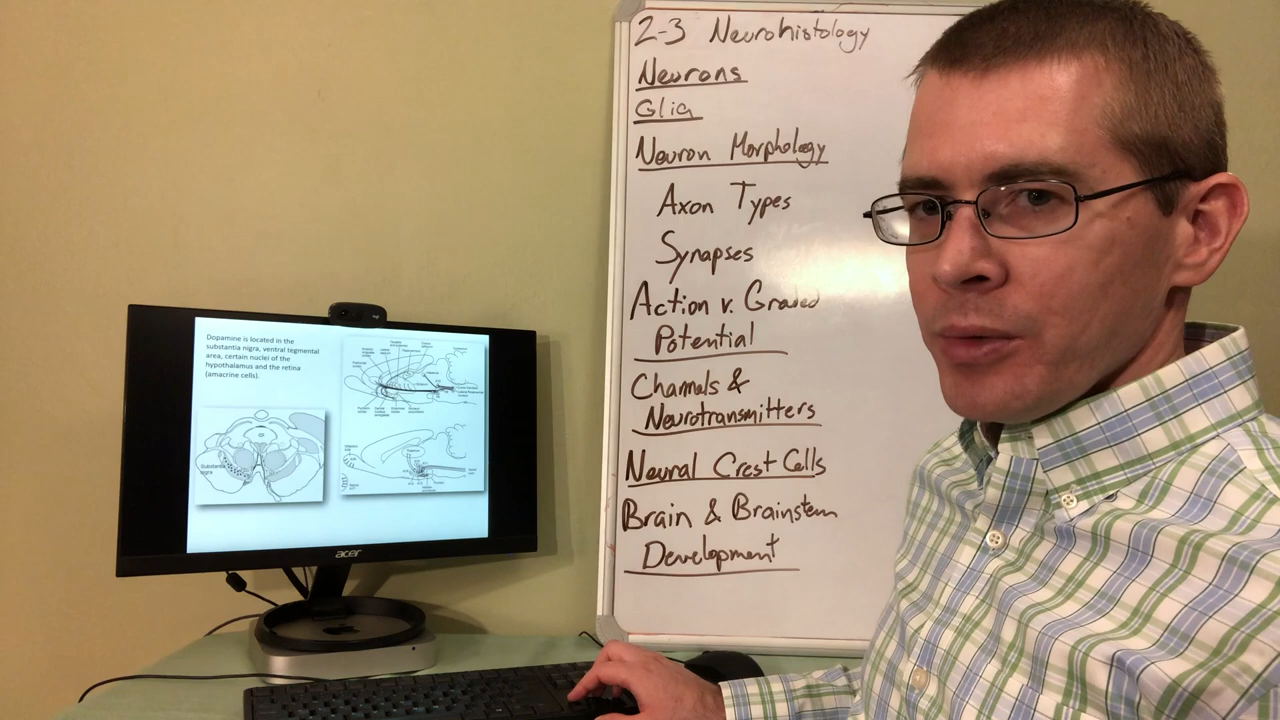 2-3 Neurohistology
Neurons
Glia
Neuron Morphology
Axon Types
Synapses
Action v. Graded
Potential
Channels &
Neurotransmitters
Neural Crest Cells
Brain & Brainstem
Development
Dopamine is located in the
substantia nigra, ventral tegmental
area, certain nuclei of the
hypothalamus and the retina
(amacrine cells).
Substantia
nigra
acer